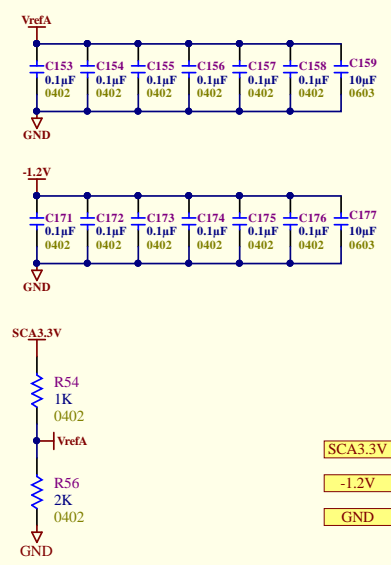 VrefA
C153 C154 C155 C156 C157 C158 C159
0.1µF 0.1µF 0.1µF 0.1µF 0.1µF 0.1µF 10µF
0402 0402 0402 0402 0402 0402 0603
GND
-1.2V
C171 C172 C173 C174 C175 C176 C177
0.1µF 0.1µF 0.1µF 0.1µF 0.1µF 0.1µF 10µF
0402 0402 0402 0402 0402 0402 0603
GND
SCA3.3V
R54
1K
0402
VrefA
R56
2K
0402
GND
SCA3.3V
-1.2V
GND